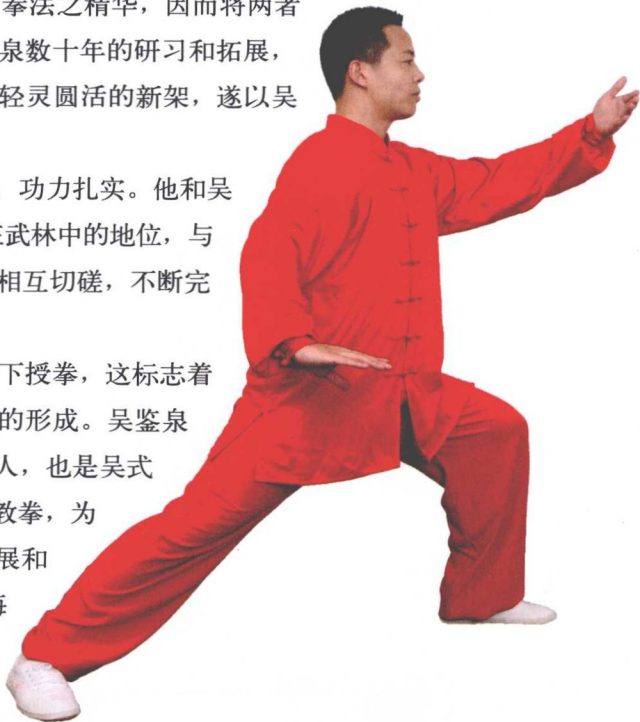 拳法之精华，因而将两者
泉数十年的研习和拓展，
轻灵圆活的新架，遂以吴
功力扎实。他和吴
武林中的地位，与
相互切磋，不断完
下授拳，这标志着
的形成。吴鉴泉
人，也是吴式
教拳，为
展和